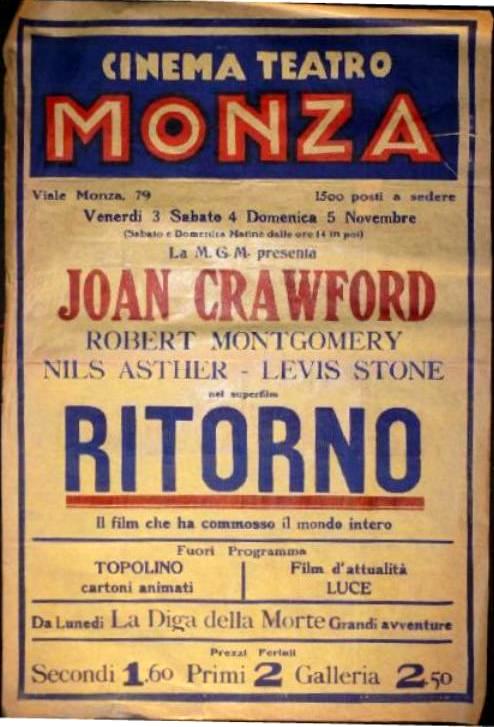 CINEMA TEATRO
MONZA
Viale Monza, 79 1500 posti a sedere
Venerdi 3 Sabato 4 Domenica 5 Novembre
(Sabato e Domenica Matiné dalle ore 14 in poi)
La M.G.M. presenta
JOAN CRAWFORD
ROBERT MONTGOMERY
NILS ASTHER - LEVIS STONE
nel superfilm
RITORNO
Il film che ha commosso il mondo intero
Fuori Programma
TOPOLINO Film d'attualità
cartoni animati LUCE
Da Lunedi La Diga della Morte Grandi avventure
Prezzi Feriali
Secondi 1.60 Primi 2 Galleria 2.50